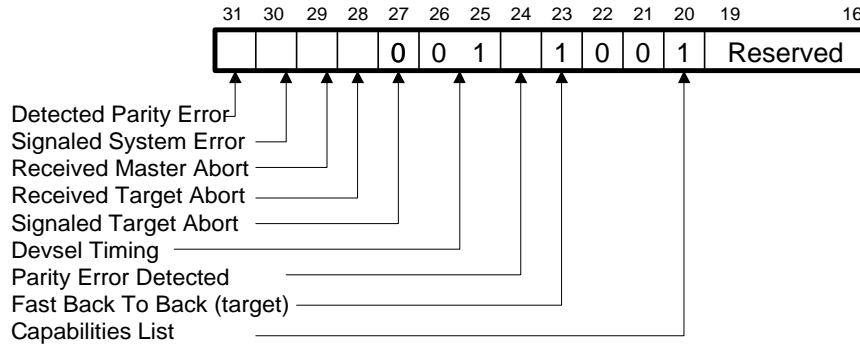 31 30 29 28 27 26 25 24 23 22 21 20 19 16
0 0 1 1 0 0 1 Reserved
Detected Parity Error
Signaled System Error
Received Master Abort
Received Target Abort
Signaled Target Abort
Devsel Timing
Parity Error Detected
Fast Back To Back (target)
Capabilities List